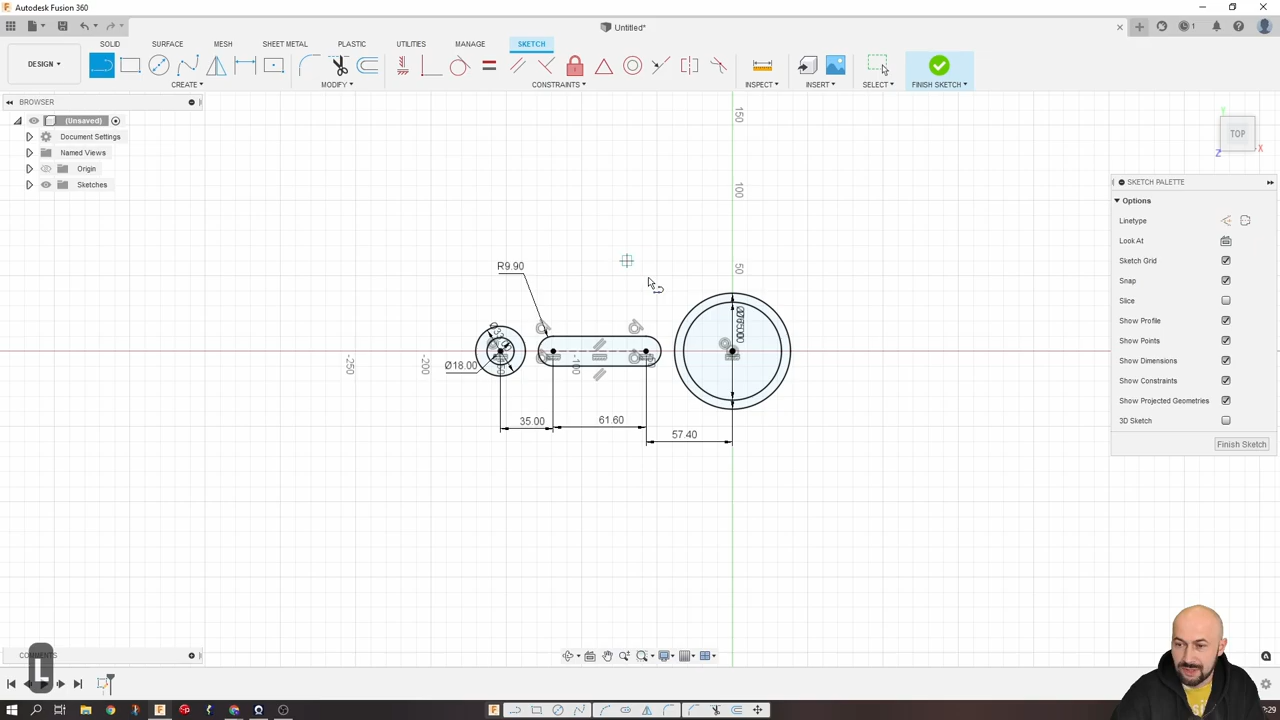 Autodesk Fusion 360
Untitled*
1
DESIGN
SOLID SURFACE MESH SHEET METAL PLASTIC UTILITIES MANAGE SKETCH
CREATE MODIFY CONSTRAINTS INSPECT INSERT SELECT FINISH SKETCH
BROWSER
(Unsaved)
Document Settings
Named Views
Origin
Sketches
150
100
50
-250
-200
-100
R9.90
Ø18.00
35.00
61.60
57.40
TOP
Y
X
Z
SKETCH PALETTE
Options
Linetype
Look At
Sketch Grid
Snap
Slice
Show Profile
Show Points
Show Dimensions
Show Constraints
Show Projected Geometries
3D Sketch
Finish Sketch
COMMENTS
L